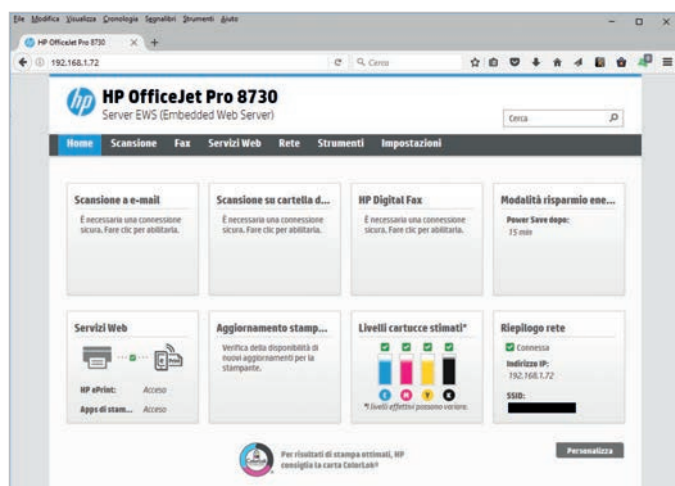 File Modifica Visualizza Cronologia Segnalibri Strumenti Aiuto
HP OfficeJet Pro 8730
192.168.1.72
Cerca
hp
HP OfficeJet Pro 8730
Server EWS (Embedded Web Server)
Cerca
Home Scansione Fax Servizi Web Rete Strumenti Impostazioni
Scansione a e-mail
È necessaria una connessione
sicura. Fare clic per abilitarla.
Scansione su cartella d...
È necessaria una connessione
sicura. Fare clic per abilitarla.
HP Digital Fax
È necessaria una connessione
sicura. Fare clic per abilitarla.
Modalità risparmio ene...
Power Save dopo:
15 min
Servizi Web
HP ePrint: Acceso
Apps di stam... Acceso
Aggiornamento stamp...
Verifica della disponibilità di
nuovi aggiornamenti per la
stampante.
Livelli cartucce stimati*
C M Y K
*I livelli effettivi possono variare.
Riepilogo rete
Connessa
Indirizzo IP:
192.168.1.72
SSID:
ColorLok
Per risultati di stampa ottimali, HP
consiglia la carta ColorLok®
Personalizza